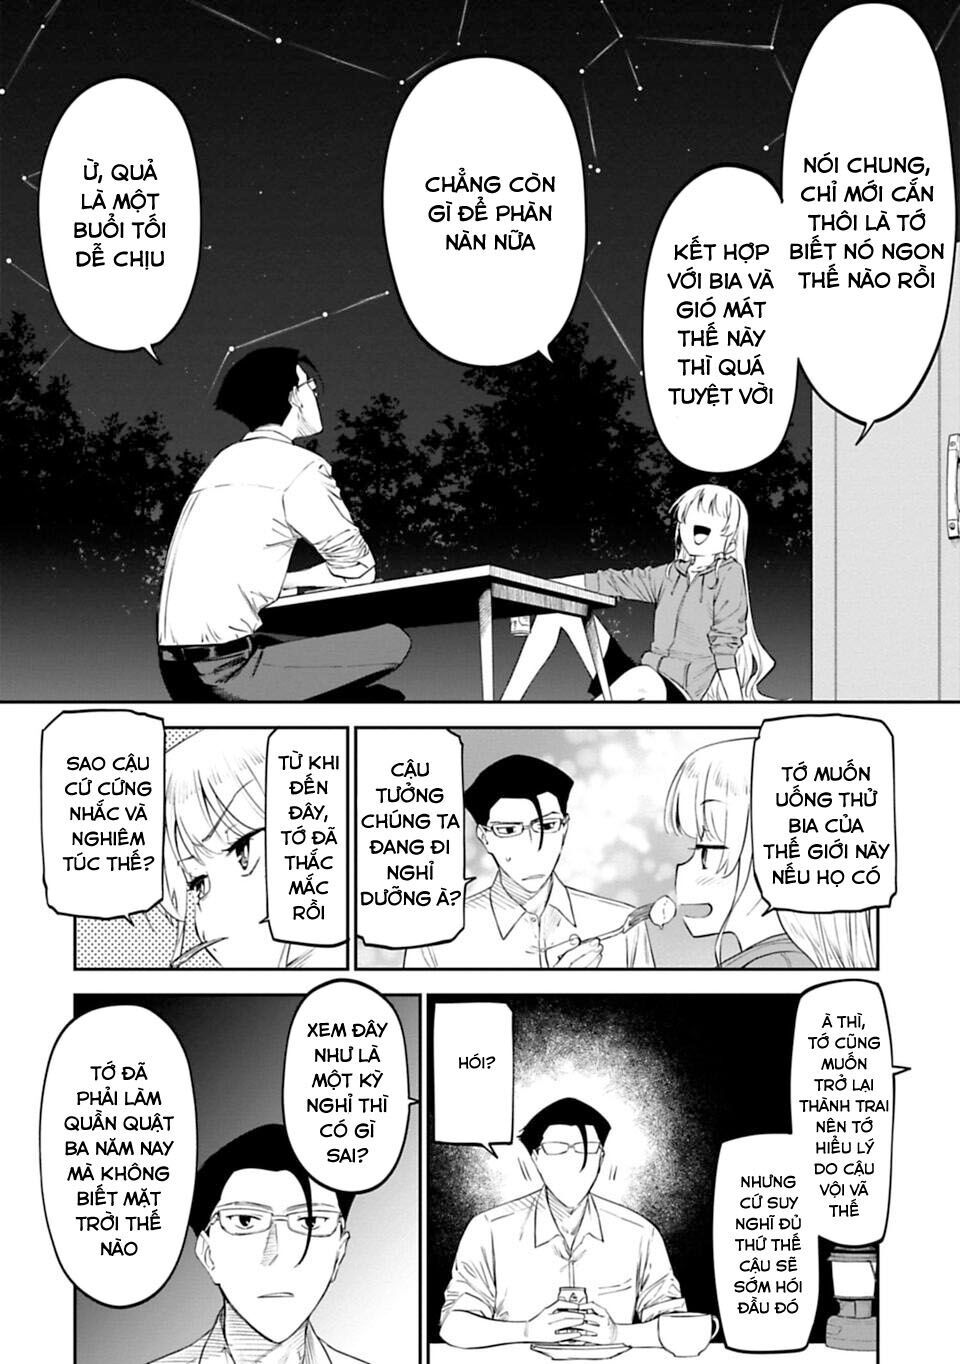 NÓI CHUNG,
CHỈ MỚI CẮN
THÔI LÀ TỚ
BIẾT NÓ NGON
THẾ NÀO RỒI
KẾT HỢP
VỚI BIA VÀ
GIÓ MÁT
THẾ NÀY
THÌ QUÁ
TUYỆT VỜI
CHẲNG CÒN
GÌ ĐỂ PHÀN
NÀN NỮA
Ừ, QUẢ
LÀ MỘT
BUỔI TỐI
DỄ CHỊU
TỚ MUỐN
UỐNG THỬ
BIA CỦA
THẾ GIỚI NÀY
NẾU HỌ CÓ
CẬU
TƯỞNG
CHÚNG TA
ĐANG ĐI
NGHỈ
DƯỠNG À?
TỪ KHI
ĐẾN
ĐÂY,
TỚ ĐÃ
THẮC
MẮC
RỒI
SAO CẬU
CỨ CỨNG
NHẮC VÀ
NGHIÊM
TÚC THẾ?
À THÌ,
TỚ CŨNG
MUỐN
TRỞ LẠI
THÀNH TRAI
NÊN TỚ
HIỂU LÝ
DO CẬU
VỘI VÃ
THẾ
NHƯNG
CỨ SUY
NGHĨ ĐỦ
THỨ THẾ
CẬU SẼ
SỚM HÓI
ĐẦU ĐÓ
HÓI?
XEM ĐÂY
NHƯ LÀ
MỘT KỲ
NGHỈ THÌ
CÓ GÌ
SAI?
TỚ ĐÃ
PHẢI LÀM
QUẦN QUẬT
BA NĂM NAY
MÀ KHÔNG
BIẾT MẶT
TRỜI THẾ
NÀO